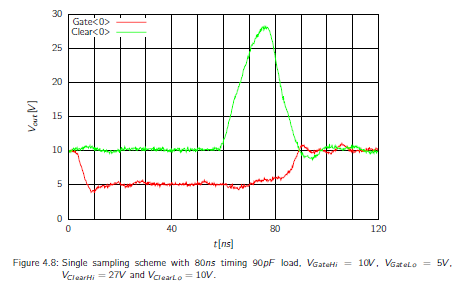 30
25
20
15
10
5
0
V_out [V]
Gate<0>
Clear<0>
0 40 80 120
t[ns]
Figure 4.8: Single sampling scheme with 80ns timing 90pF load, V_GateHi = 10V, V_GateLo = 5V,
V_ClearHi = 27V and V_ClearLo = 10V.